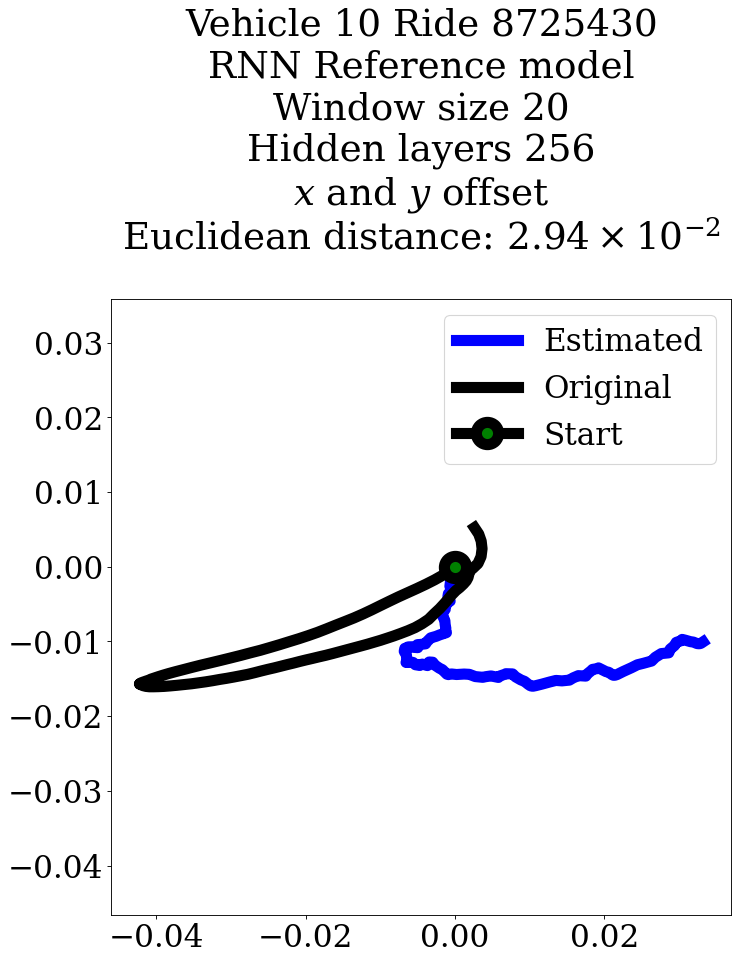 Vehicle 10 Ride 8725430
RNN Reference model
Window size 20
Hidden layers 256
x and y offset
Euclidean distance: 2.94 × 10⁻²
Estimated
Original
Start
0.03
0.02
0.01
0.00
−0.01
−0.02
−0.03
−0.04
−0.04 −0.02 0.00 0.02